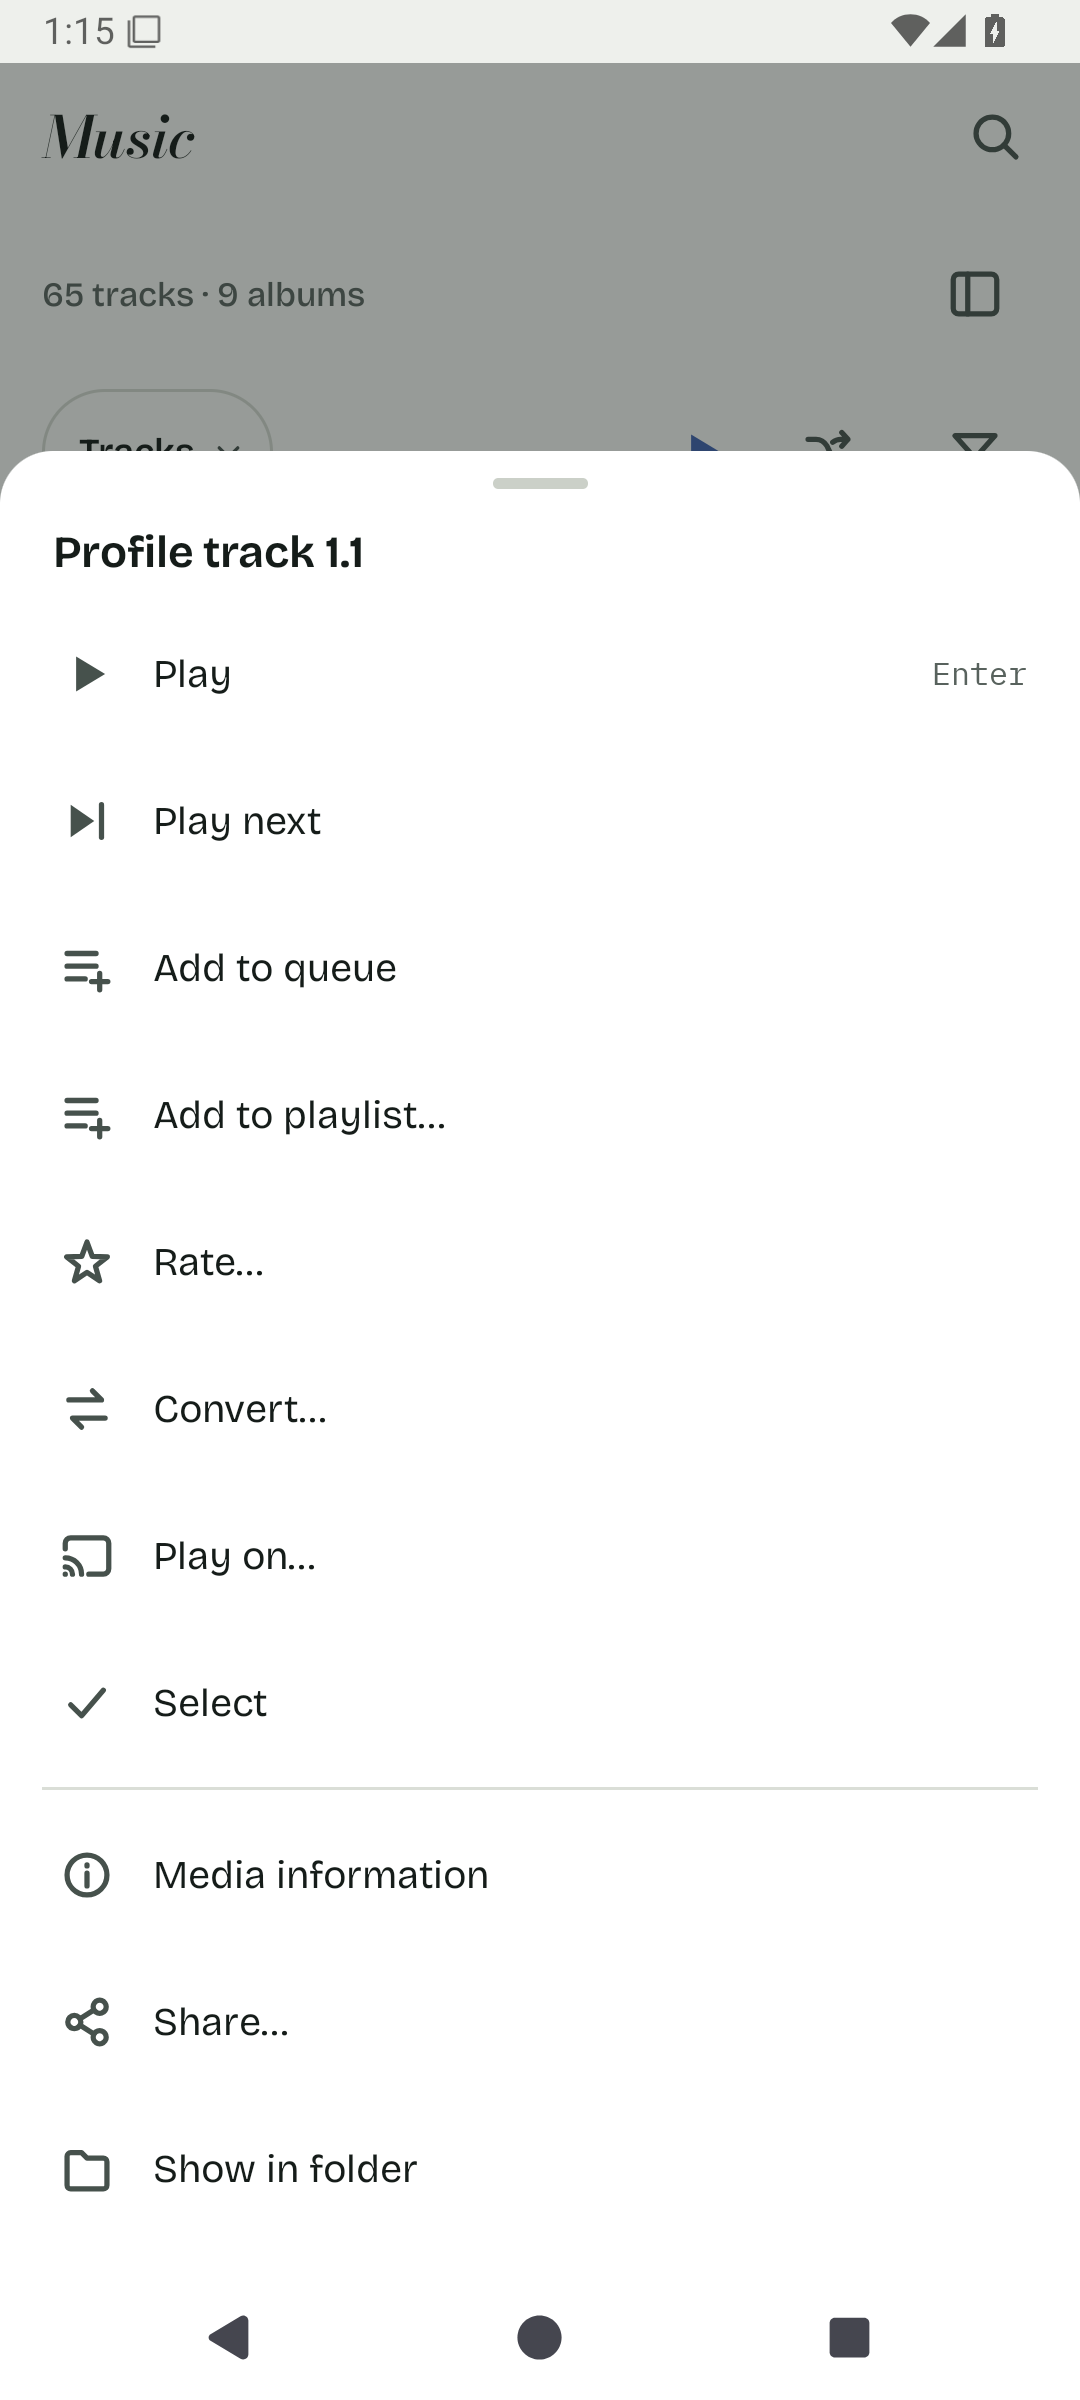 1:15
Music
65 tracks · 9 albums
Tracks
Profile track 1.1
Play Enter
Play next
Add to queue
Add to playlist...
Rate...
Convert...
Play on...
Select
Media information
Share...
Show in folder